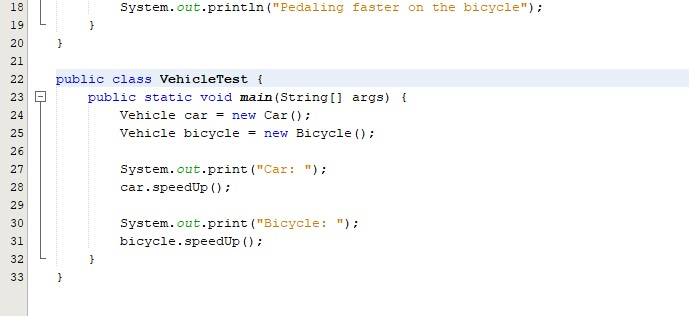 18 System.out.println("Pedaling faster on the bicycle");
19 }
20 }
21
22 public class VehicleTest {
23 public static void main(String[] args) {
24 Vehicle car = new Car();
25 Vehicle bicycle = new Bicycle();
26
27 System.out.print("Car: ");
28 car.speedUp();
29
30 System.out.print("Bicycle: ");
31 bicycle.speedUp();
32 }
33 }